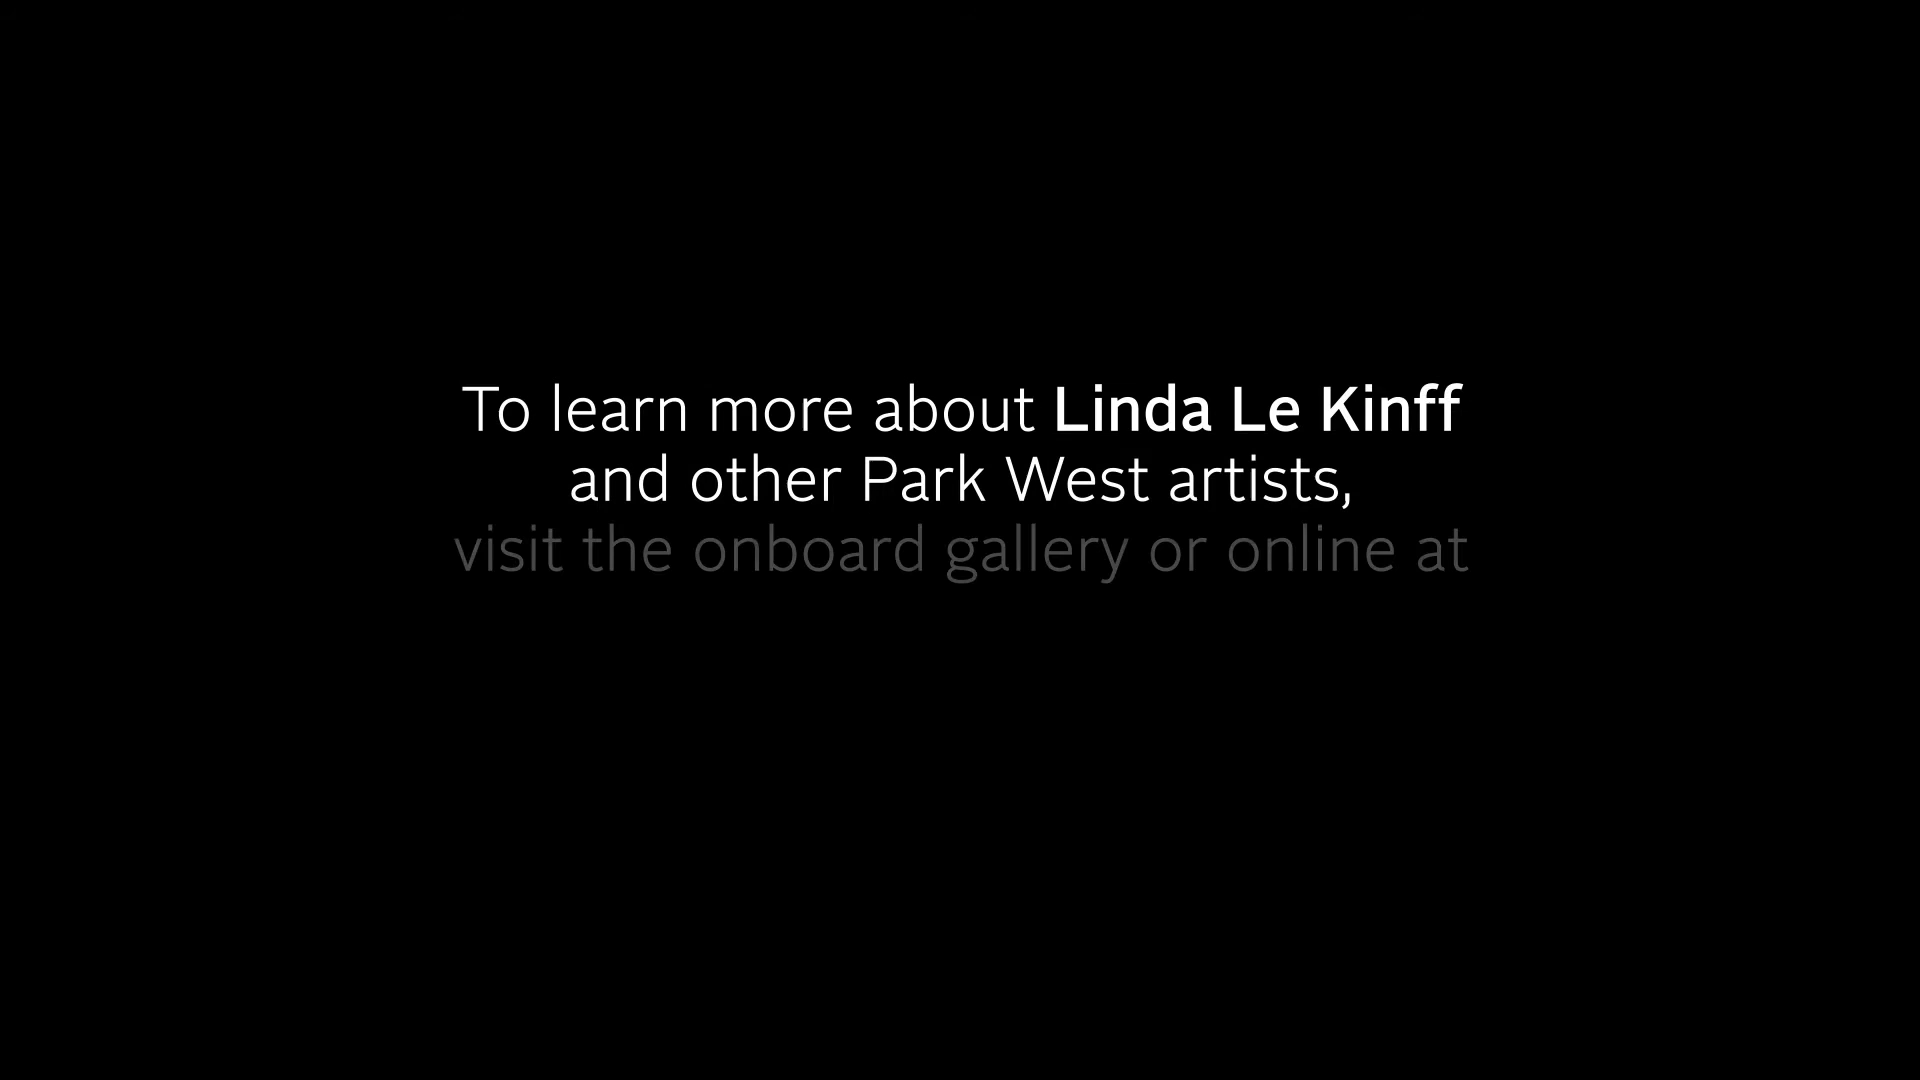 To learn more about Linda Le Kinff
and other Park West artists,
visit the onboard gallery or online at